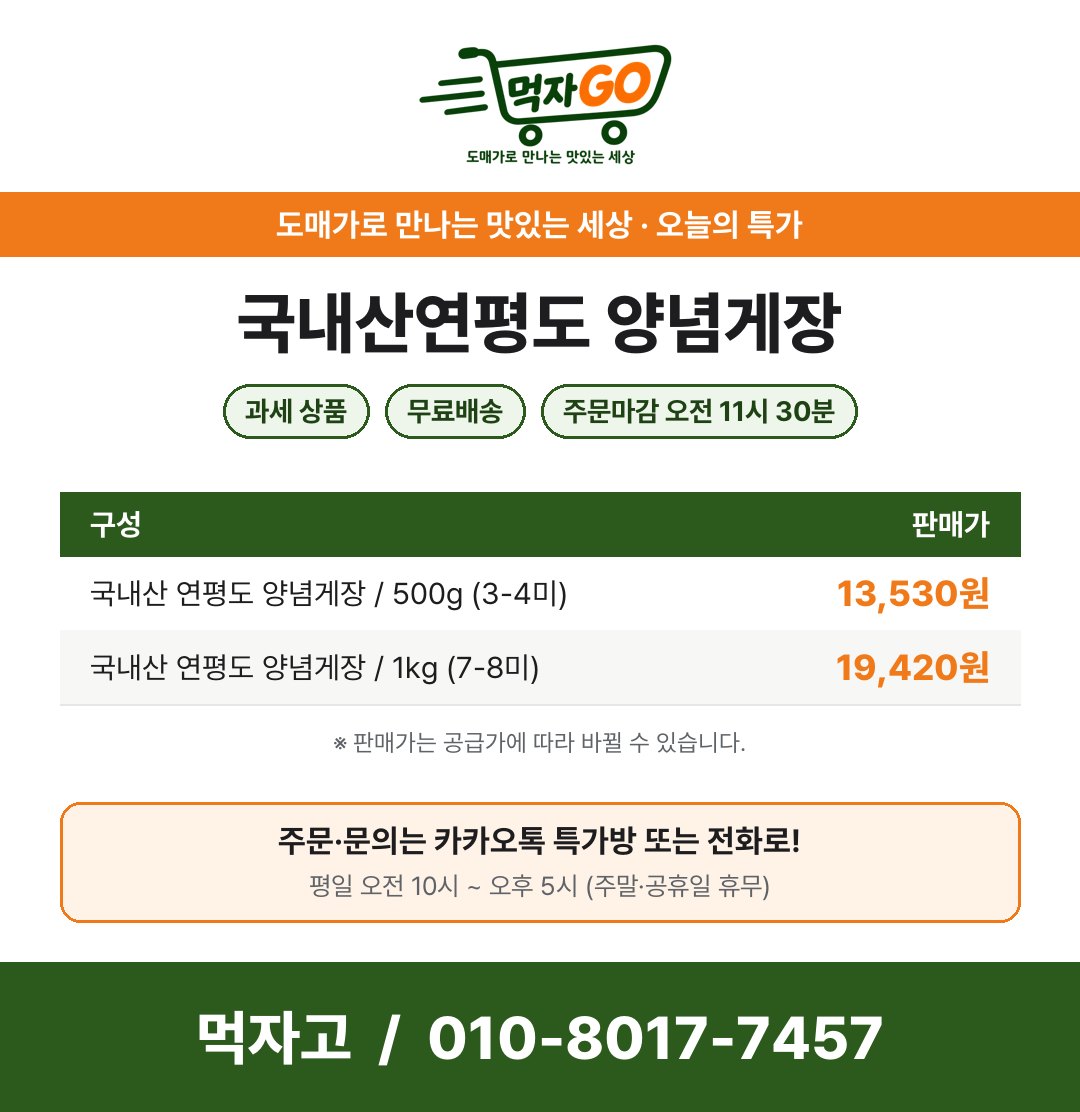 먹자GO
도매가로 만나는 맛있는 세상
도매가로 만나는 맛있는 세상 · 오늘의 특가
국내산연평도 양념게장
과세 상품 무료배송 주문마감 오전 11시 30분
구성 판매가
국내산 연평도 양념게장 / 500g (3-4미) 13,530원
국내산 연평도 양념게장 / 1kg (7-8미) 19,420원
※ 판매가는 공급가에 따라 바뀔 수 있습니다.
주문·문의는 카카오톡 특가방 또는 전화로!
평일 오전 10시 ~ 오후 5시 (주말·공휴일 휴무)
먹자고 / 010-8017-7457